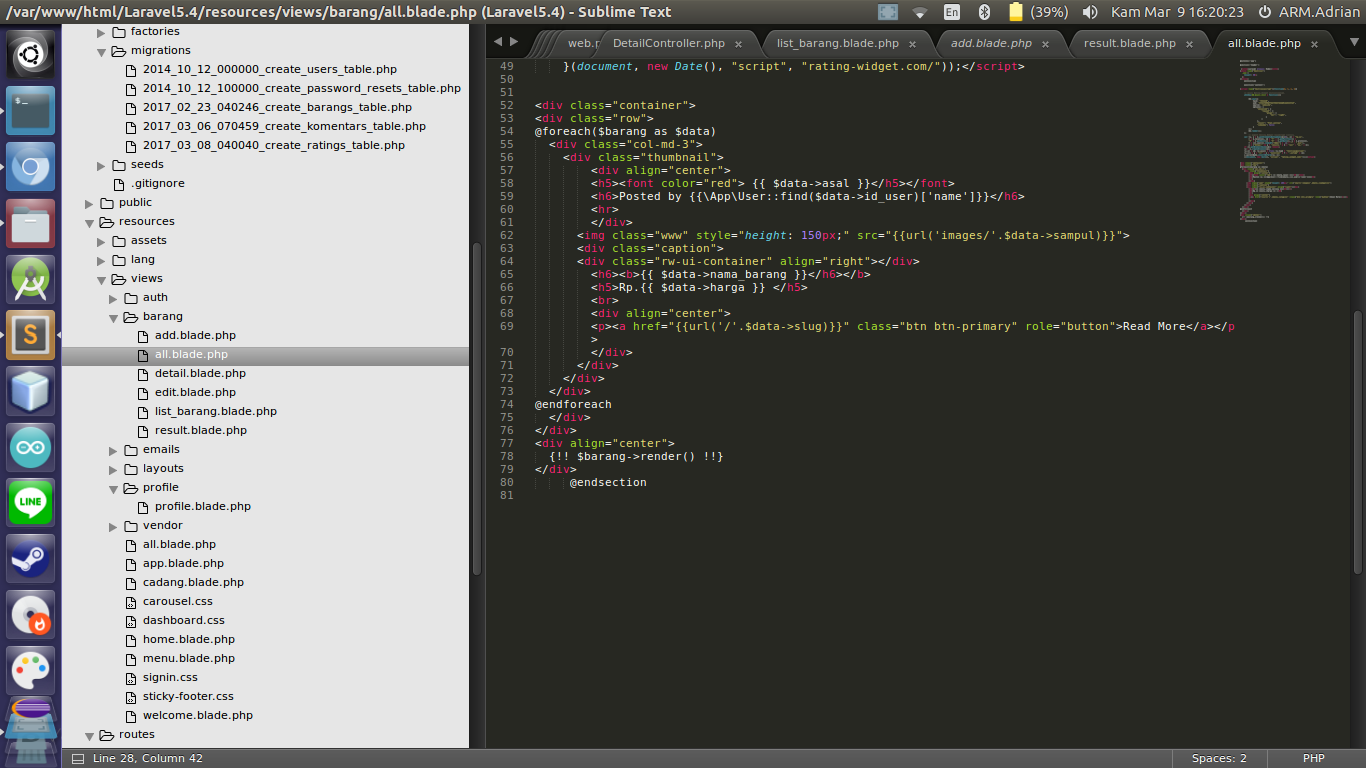 /var/www/html/Laravel5.4/resources/views/barang/all.blade.php (Laravel5.4) - Sublime Text
En
(39%)
Kam Mar 9 16:20:23
ARM.Adrian
factories
migrations
2014_10_12_000000_create_users_table.php
2014_10_12_100000_create_password_resets_table.php
2017_02_23_040246_create_barangs_table.php
2017_03_06_070459_create_komentars_table.php
2017_03_08_040040_create_ratings_table.php
seeds
.gitignore
public
resources
assets
lang
views
auth
barang
add.blade.php
all.blade.php
detail.blade.php
edit.blade.php
list_barang.blade.php
result.blade.php
emails
layouts
profile
profile.blade.php
vendor
all.blade.php
app.blade.php
cadang.blade.php
carousel.css
dashboard.css
home.blade.php
menu.blade.php
signin.css
sticky-footer.css
welcome.blade.php
routes
LINE
web.r
DetailController.php ×
list_barang.blade.php ×
add.blade.php ×
result.blade.php ×
all.blade.php ×
49 }(document, new Date(), "script", "rating-widget.com/"));</script>
50
51
52 <div class="container">
53 <div class="row">
54 @foreach($barang as $data)
55 <div class="col-md-3">
56 <div class="thumbnail">
57 <div align="center">
58 <h5><font color="red"> {{ $data->asal }}</h5></font>
59 <h6>Posted by {{\App\User::find($data->id_user)['name']}}</h6>
60 <hr>
61 </div>
62 <img class="www" style="height: 150px;" src="{{url('images/'.$data->sampul)}}">
63 <div class="caption">
64 <div class="rw-ui-container" align="right"></div>
65 <h6><b>{{ $data->nama_barang }}</h6></b>
66 <h5>Rp.{{ $data->harga }} </h5>
67 <br>
68 <div align="center">
69 <p><a href="{{url('/'.$data->slug)}}" class="btn btn-primary" role="button">Read More</a></p
>
70 </div>
71 </div>
72 </div>
73 </div>
74 @endforeach
75 </div>
76 </div>
77 <div align="center">
78 {!! $barang->render() !!}
79 </div>
80 @endsection
81
Line 28, Column 42
Spaces: 2
PHP